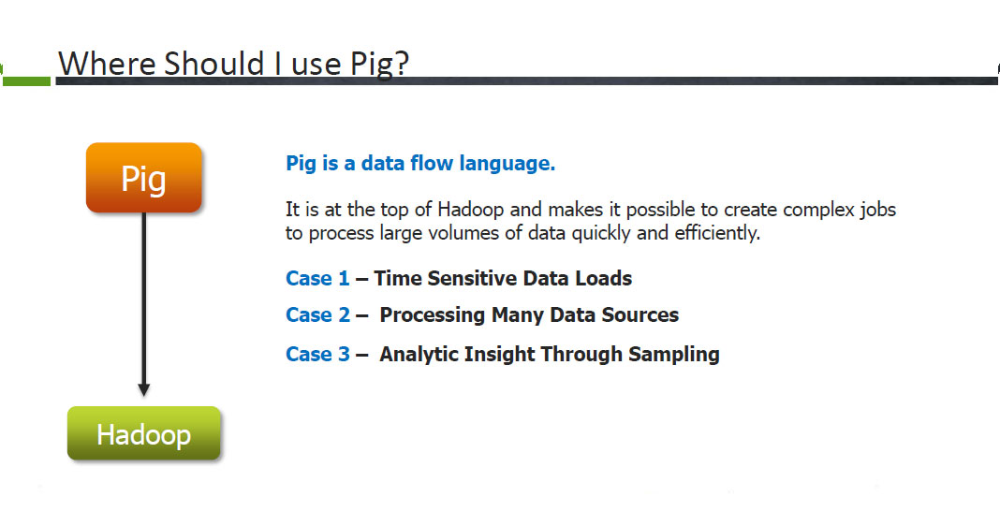 Where Should I use Pig?
Pig
Pig is a data flow language.
It is at the top of Hadoop and makes it possible to create complex jobs
to process large volumes of data quickly and efficiently.
Case 1 – Time Sensitive Data Loads
Case 2 – Processing Many Data Sources
Case 3 – Analytic Insight Through Sampling
Hadoop